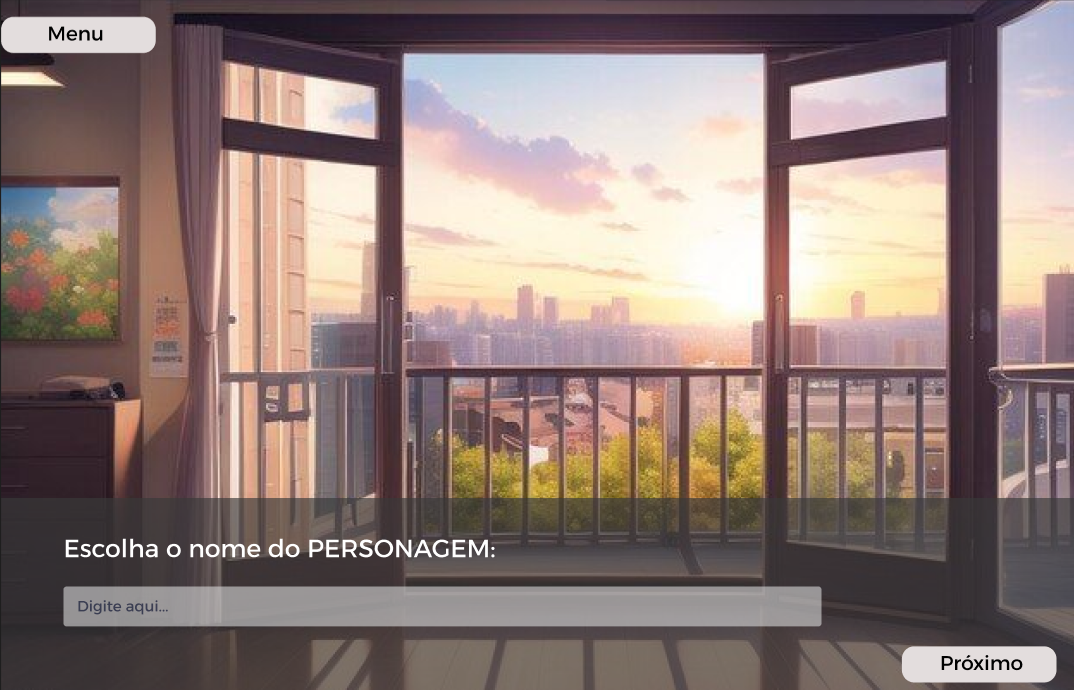 Menu
Escolha o nome do PERSONAGEM:
Digite aqui...
Próximo